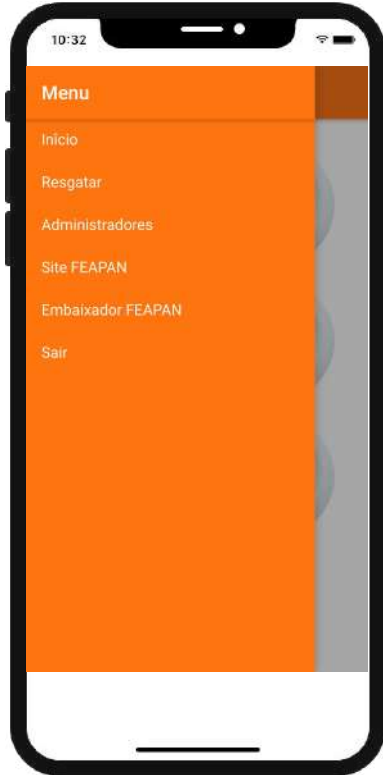 10:32
Menu
Início
Resgatar
Administradores
Site FEAPAN
Embaixador FEAPAN
Sair